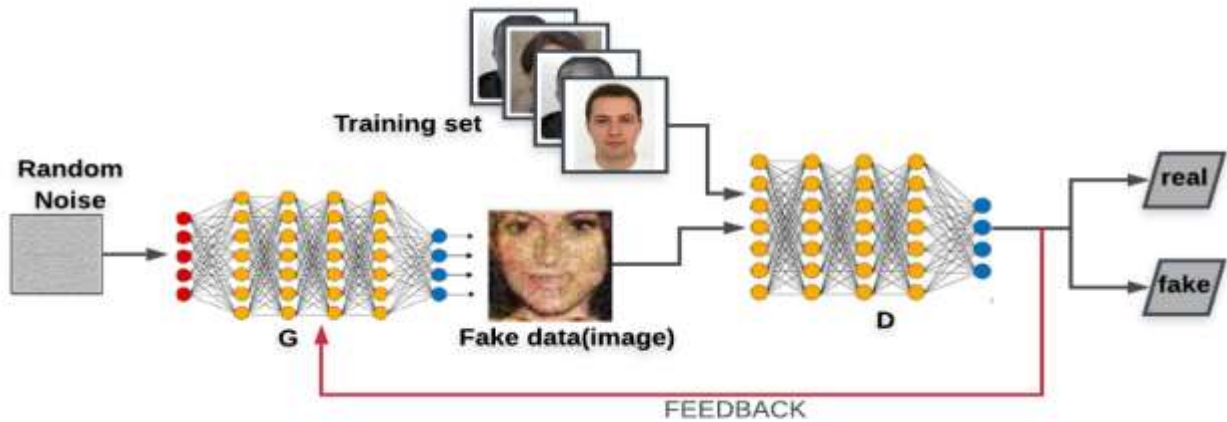 Training set
Random
Noise
real
fake
G
Fake data(image)
D
FEEDBACK